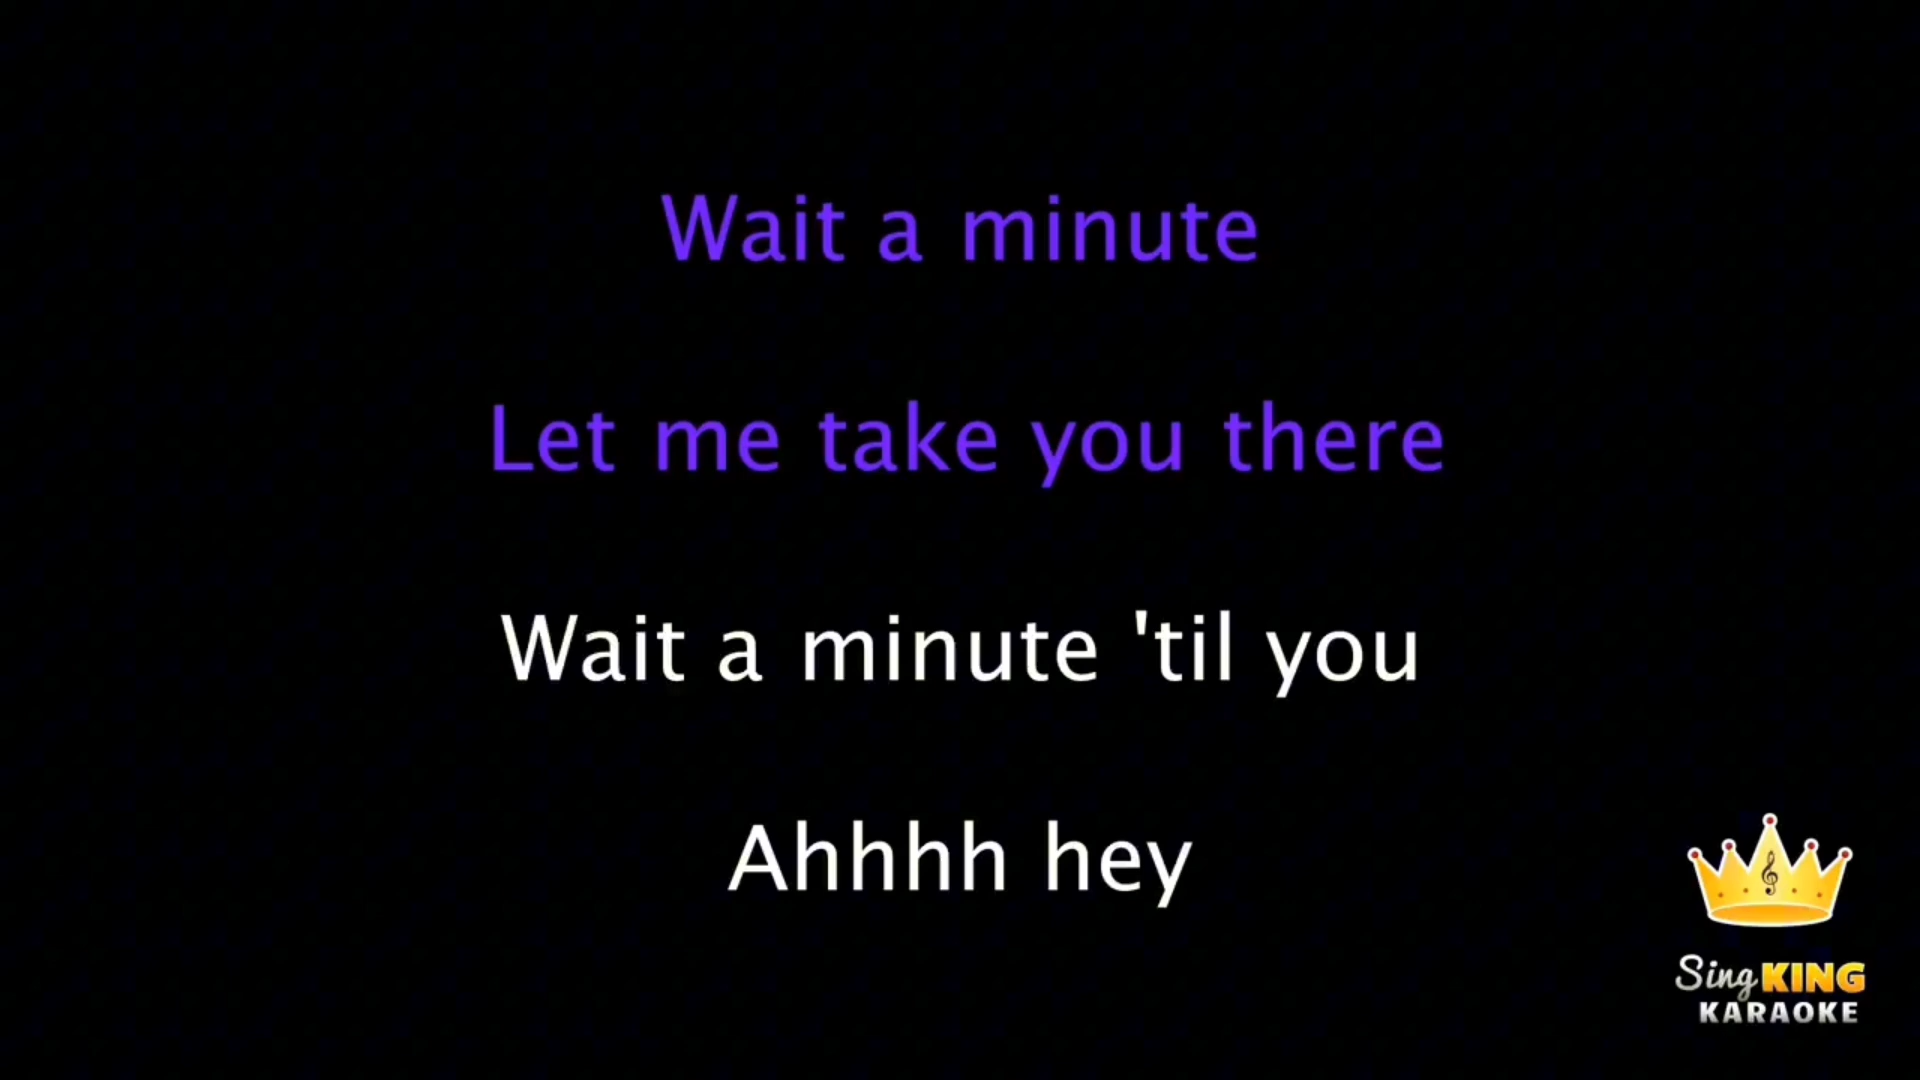 Wait a minute
Let me take you there
Wait a minute 'til you
Ahhhh hey
Sing KING
KARAOKE